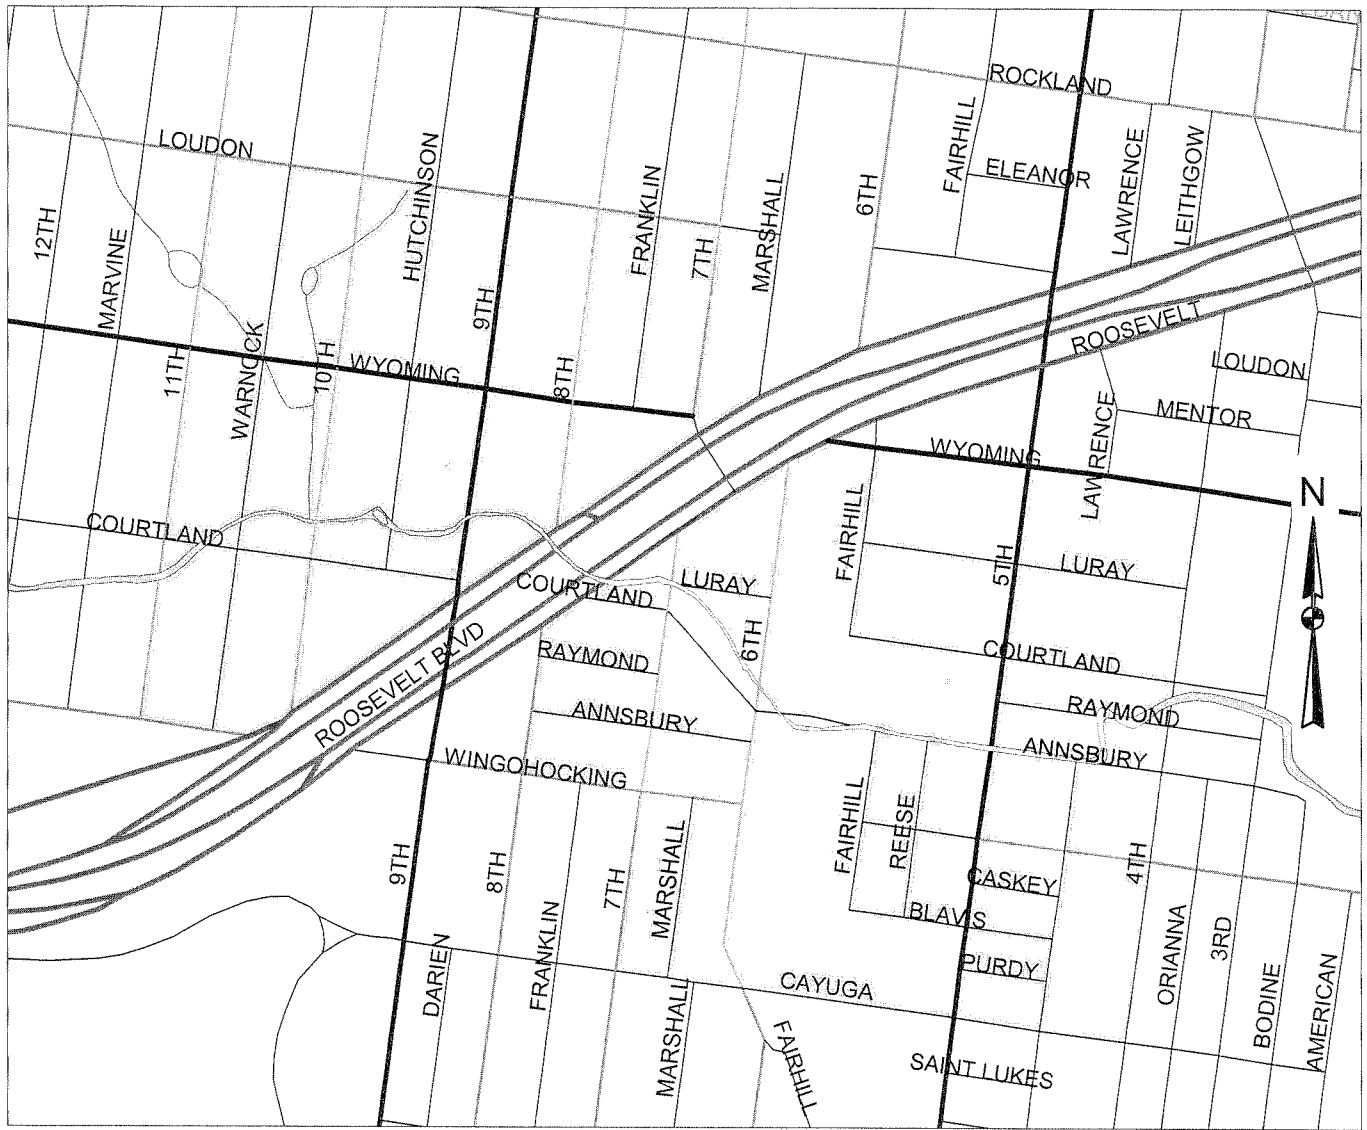 ROCKLAND
LOUDON
HUTCHINSON
FAIRHILL
ELEANOR
LAWRENCE
LEITHGOW
12TH
MARVINE
FRANKLIN
7TH
MARSHALL
6TH
9TH
11TH
WARNOCK
10TH
WYOMING
8TH
ROOSEVELT
LOUDON
MENTOR
LAWRENCE
WYOMING
N
COURTLAND
FAIRHILL
5TH
LURAY
COURTLAND
LURAY
6TH
ROOSEVELT BLVD
RAYMOND
COURTLAND
ANNSBURY
RAYMOND
WINGOHOCKING
ANNSBURY
FAIRHILL
REESE
9TH
8TH
7TH
MARSHALL
CASKEY
4TH
BLAVIS
DARIEN
FRANKLIN
PURDY
ORIANNA
3RD
BODINE
AMERICAN
CAYUGA
MARSHALL
FAIRHILL
SAINT LUKES